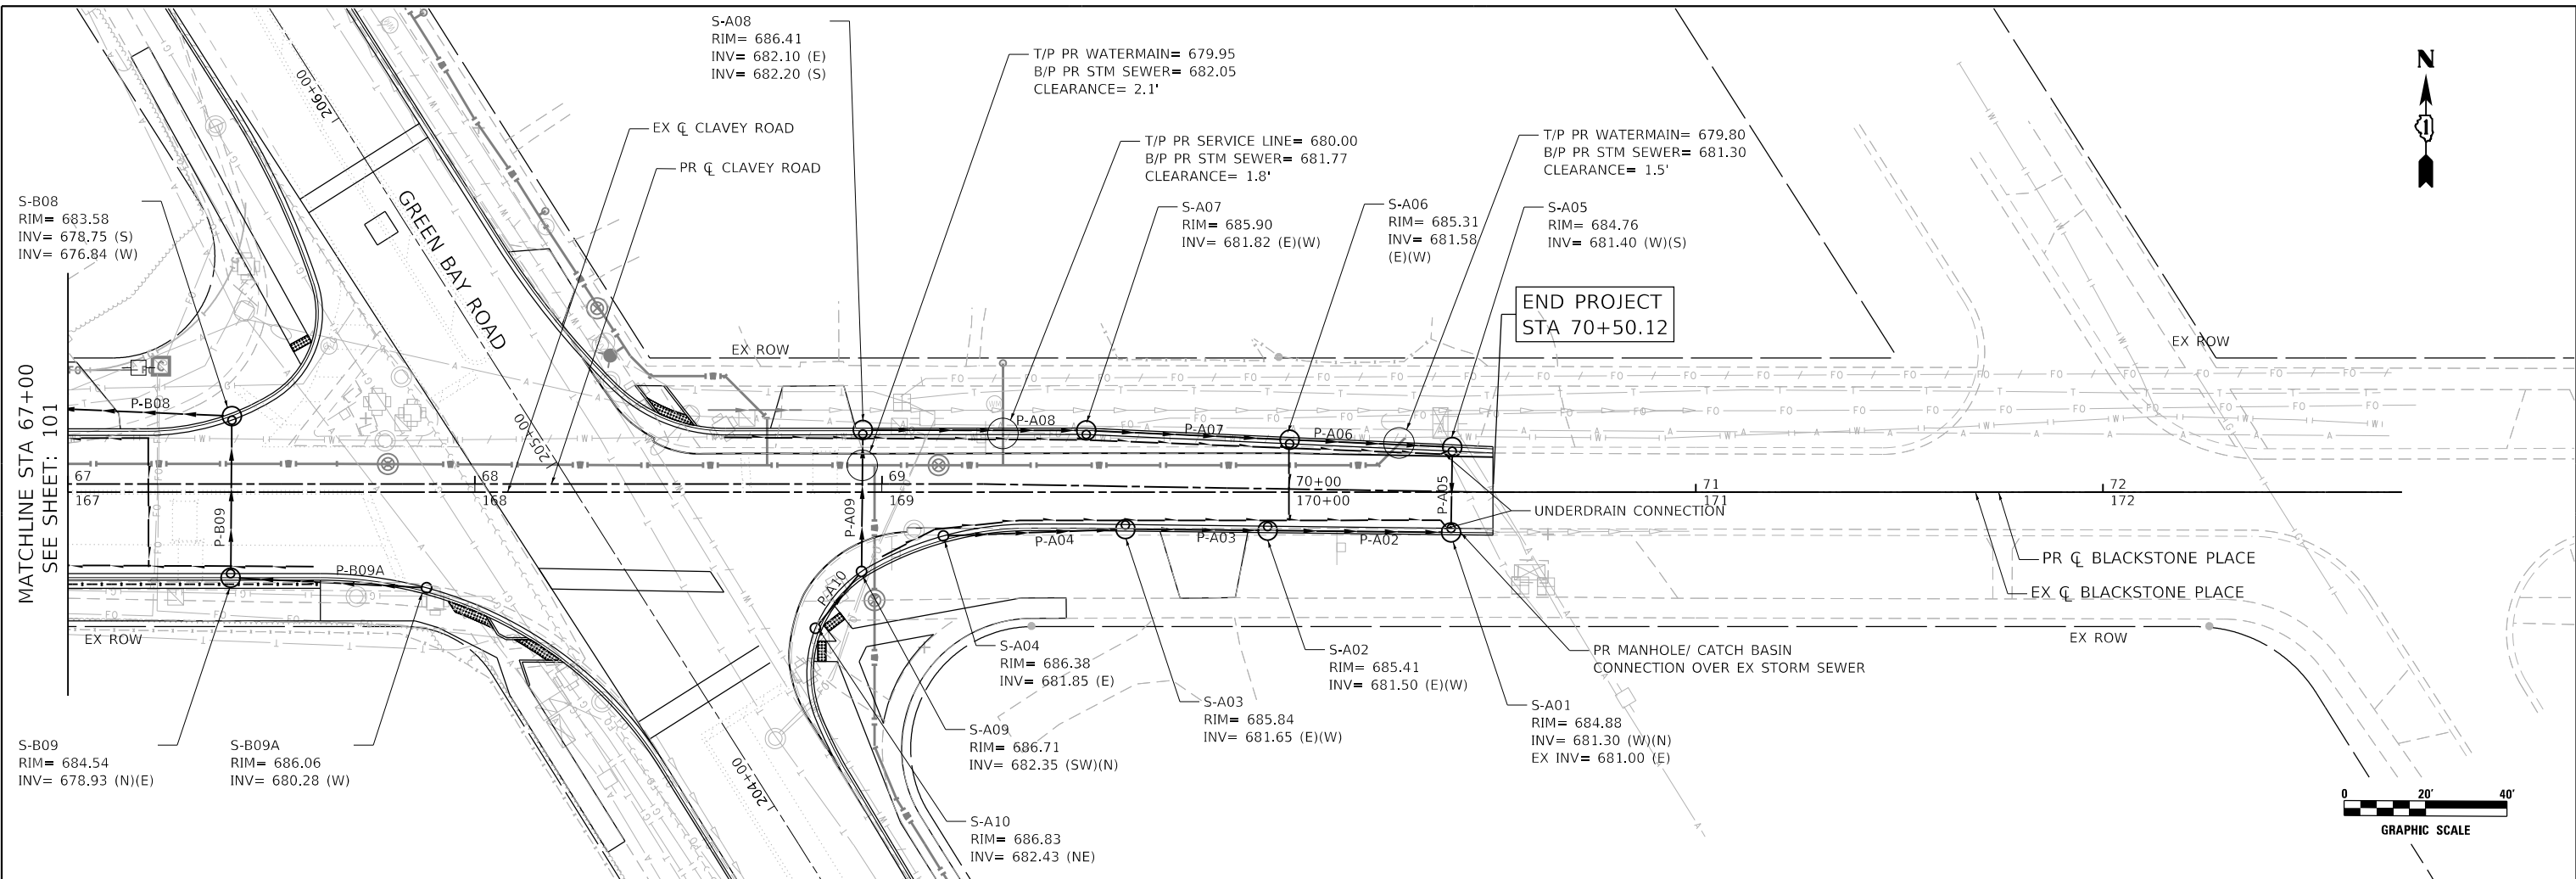 S-A08
RIM= 686.41
INV= 682.10 (E)
INV= 682.20 (S)
T/P PR WATERMAIN= 679.95
B/P PR STM SEWER= 682.05
CLEARANCE= 2.1'
EX ℄ CLAVEY ROAD
PR ℄ CLAVEY ROAD
T/P PR SERVICE LINE= 680.00
B/P PR STM SEWER= 681.77
CLEARANCE= 1.8'
T/P PR WATERMAIN= 679.80
B/P PR STM SEWER= 681.30
CLEARANCE= 1.5'
N
S-B08
RIM= 683.58
INV= 678.75 (S)
INV= 676.84 (W)
S-A07
RIM= 685.90
INV= 681.82 (E)(W)
S-A06
RIM= 685.31
INV= 681.58
(E)(W)
S-A05
RIM= 684.76
INV= 681.40 (W)(S)
206+00
GREEN BAY ROAD
205+00
204+00
END PROJECT
STA 70+50.12
EX ROW
EX ROW
MATCHLINE STA 67+00
SEE SHEET: 101
P-B08
P-A08
P-A07
P-A06
67
167
68
168
69
169
70+00
170+00
71
171
72
172
P-B09
P-A09
P-A05
UNDERDRAIN CONNECTION
P-B09A
P-A10
P-A04
P-A03
P-A02
PR ℄ BLACKSTONE PLACE
EX ℄ BLACKSTONE PLACE
EX ROW
EX ROW
S-A04
RIM= 686.38
INV= 681.85 (E)
S-A02
RIM= 685.41
INV= 681.50 (E)(W)
PR MANHOLE/ CATCH BASIN
CONNECTION OVER EX STORM SEWER
S-A03
RIM= 685.84
INV= 681.65 (E)(W)
S-A01
RIM= 684.88
INV= 681.30 (W)(N)
EX INV= 681.00 (E)
S-A09
RIM= 686.71
INV= 682.35 (SW)(N)
S-B09
RIM= 684.54
INV= 678.93 (N)(E)
S-B09A
RIM= 686.06
INV= 680.28 (W)
S-A10
RIM= 686.83
INV= 682.43 (NE)
0 20' 40'
GRAPHIC SCALE